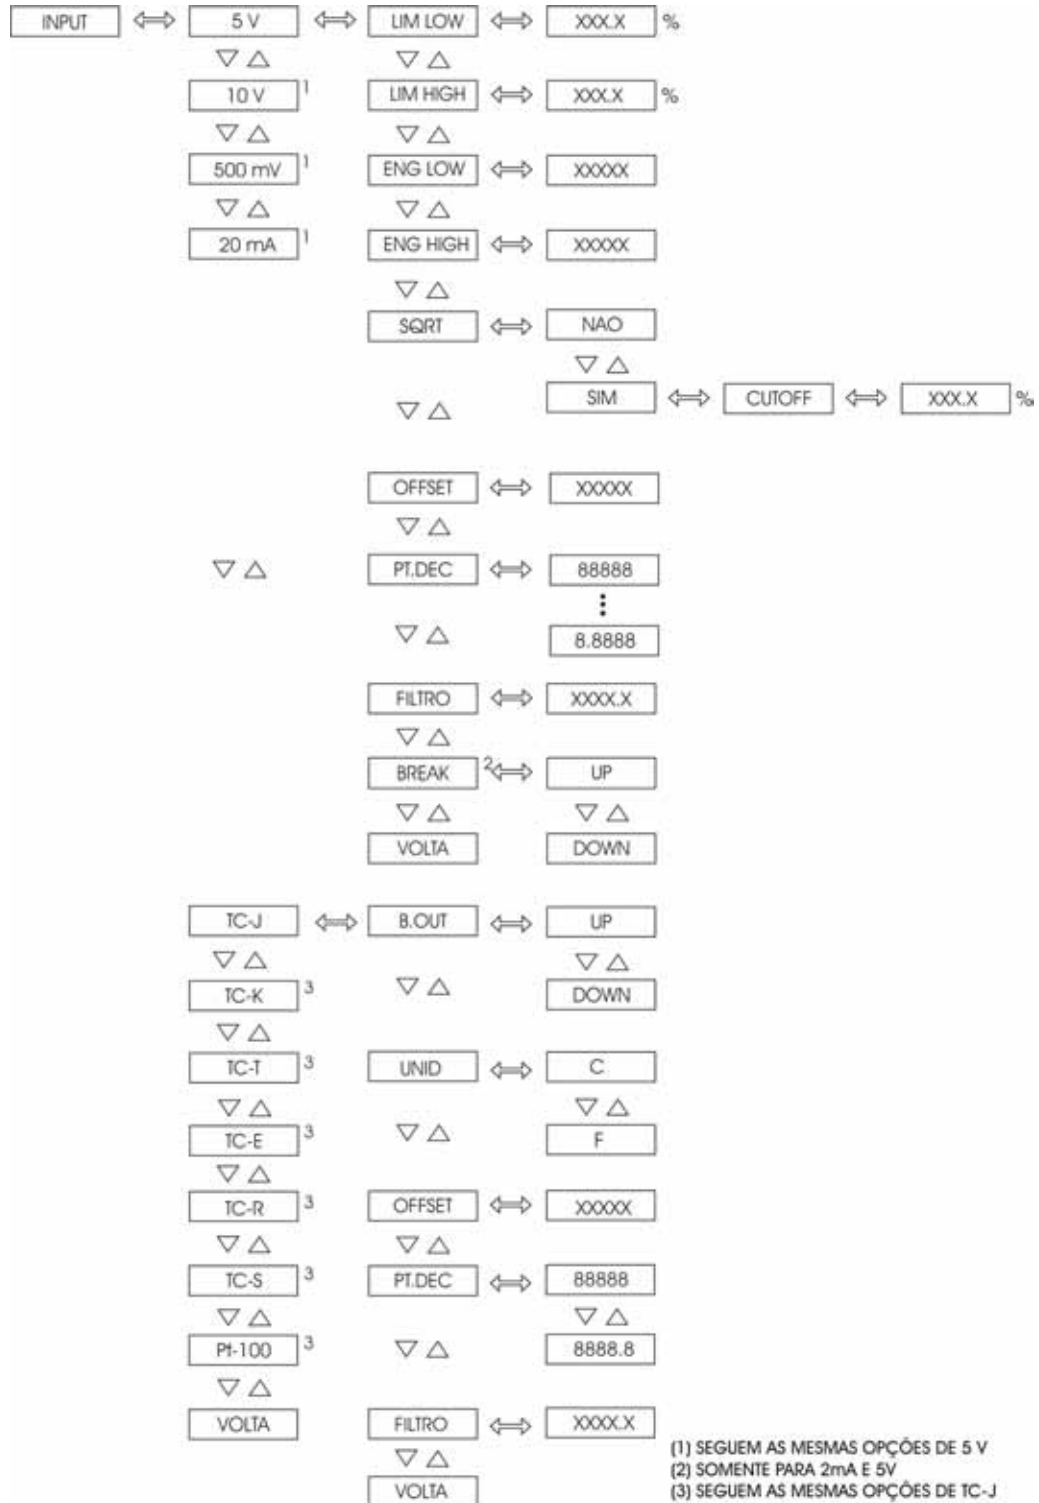 INPUT 5 V LIM LOW XXX.X %
10 V 1 LIM HIGH XXX.X %
500 mV 1 ENG LOW XXXXX
20 mA 1 ENG HIGH XXXXX
SQRT NAO
SIM CUTOFF XXX.X %
OFFSET XXXXX
PT.DEC 88888
8.8888
FILTRO XXXX.X
BREAK 2 UP
VOLTA DOWN
TC-J B.OUT UP
TC-K 3 DOWN
TC-T 3 UNID C
TC-E 3 F
TC-R 3 OFFSET XXXXX
TC-S 3 PT.DEC 88888
Pt-100 3 8888.8
VOLTA FILTRO XXXX.X
(1) SEGUEM AS MESMAS OPÇÕES DE 5 V
(2) SOMENTE PARA 2mA E 5V
VOLTA (3) SEGUEM AS MESMAS OPÇÕES DE TC-J